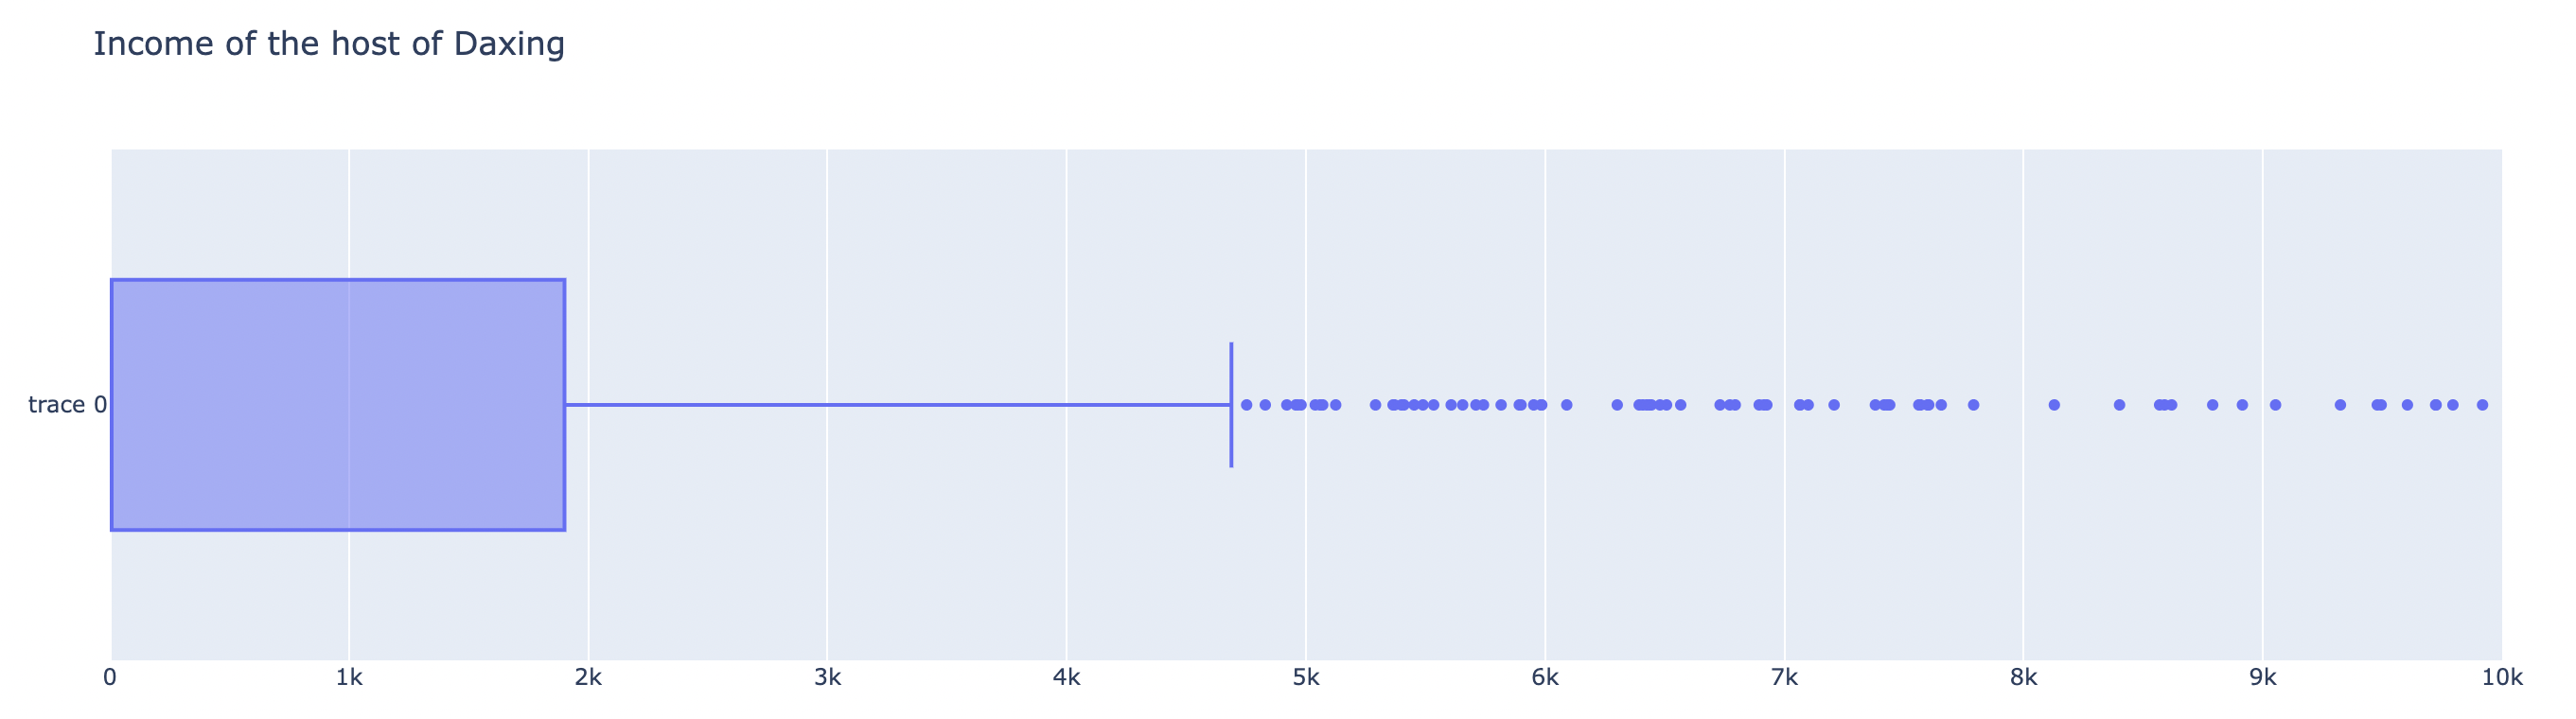 Income of the host of Daxing
trace 0
0 1k 2k 3k 4k 5k 6k 7k 8k 9k 10k